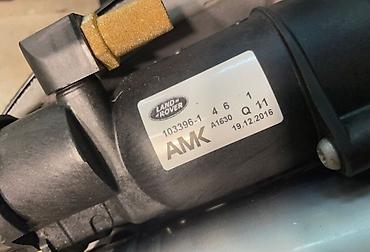 LAND
ROVER
4 6 1
103396-1
A1630 Q 11
AMK
19.12.2016